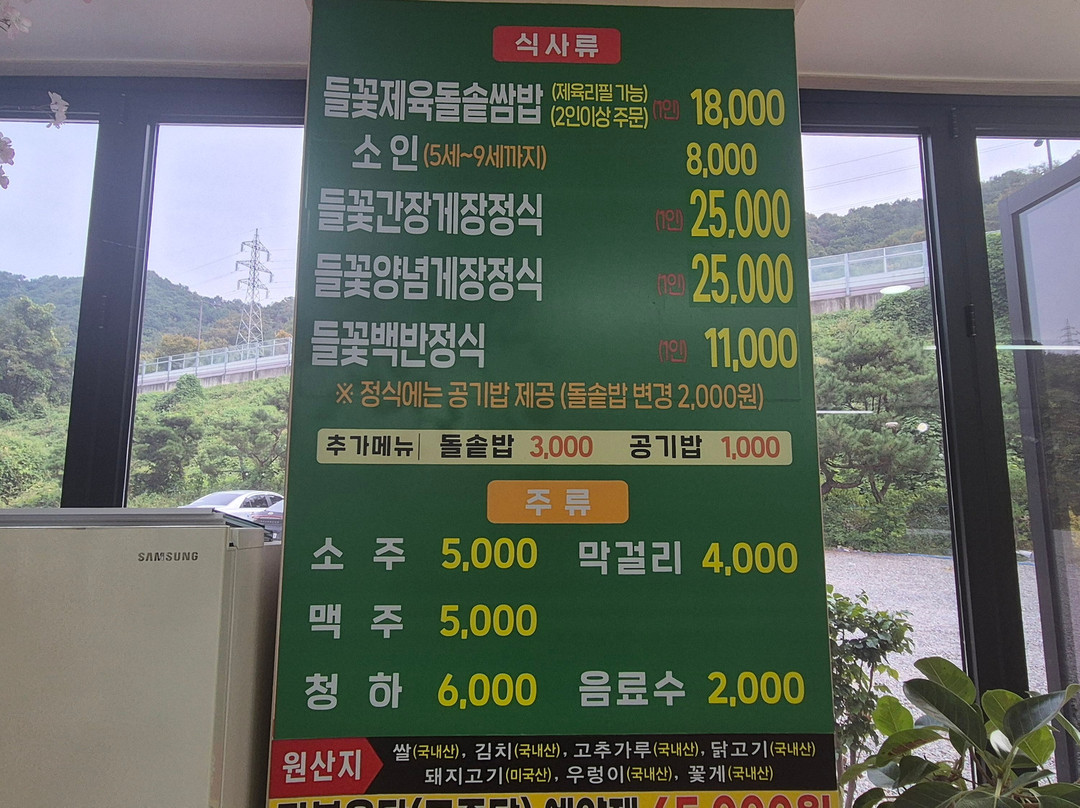 식사류
들꽃제육돌솥쌈밥 (제육리필 가능) (2인이상 주문) (1인) 18,000
소인 (5세~9세까지) 8,000
들꽃간장게장정식 (1인) 25,000
들꽃양념게장정식 (1인) 25,000
들꽃백반정식 (1인) 11,000
※ 정식에는 공기밥 제공 (돌솥밥 변경 2,000원)
추가메뉴 돌솥밥 3,000 공기밥 1,000
주류
소주 5,000 막걸리 4,000
맥주 5,000
청하 6,000 음료수 2,000
원산지 쌀(국내산), 김치(국내산), 고추가루(국내산), 닭고기(국내산)
돼지고기(미국산), 우렁이(국내산), 꽃게(국내산)
SAMSUNG